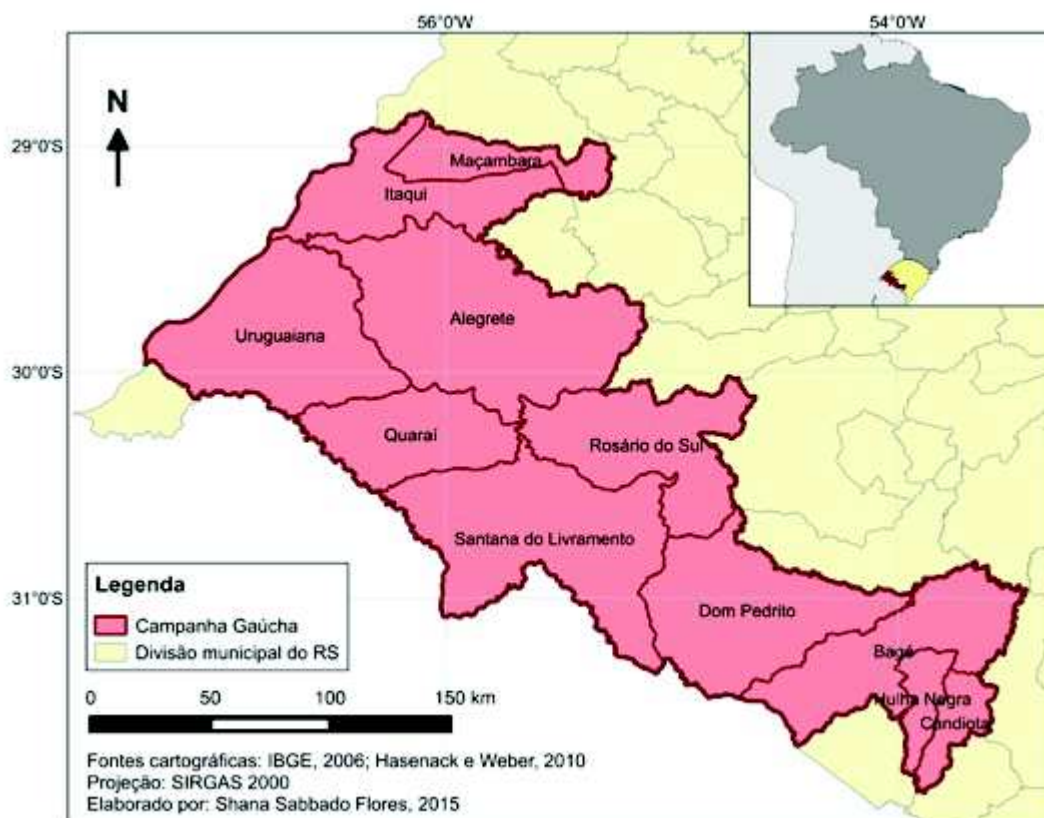 56°0'W
54°0'W
N
29°0'S
Maçambara
Itaqui
Alegrete
Uruguaiana
30°0'S
Quaraí
Rosário do Sul
Santana do Livramento
31°0'S
Dom Pedrito
Bagé
Hulha Negra
Candiota
Legenda
Campanha Gaúcha
Divisão municipal do RS
0 50 100 150 km
Fontes cartográficas: IBGE, 2006; Hasenack e Weber, 2010
Projeção: SIRGAS 2000
Elaborado por: Shana Sabbado Flores, 2015